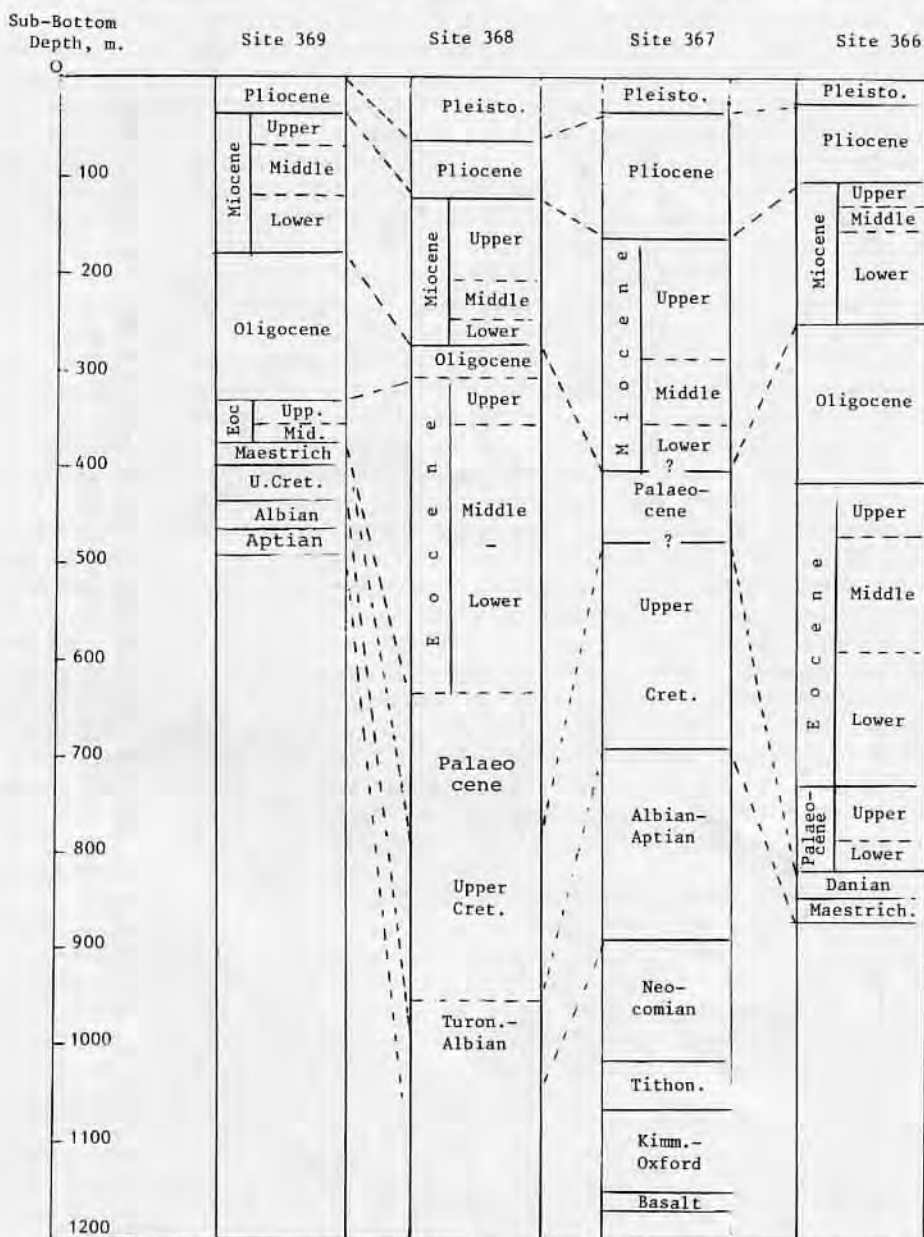 Sub-Bottom
Depth, m.
Site 369
Site 368
Site 367
Site 366
0
100
200
300
400
500
600
700
800
900
1000
1100
1200
Pliocene
Miocene
Upper
Middle
Lower
Oligocene
Eoc
Upp.
Mid.
Maestrich
U.Cret.
Albian
Aptian
Pleisto.
Pliocene
Miocene
Upper
Middle
Lower
Oligocene
Eocene
Upper
Middle
-
Lower
Palaeo
cene
Upper
Cret.
Turon.-
Albian
Pleisto.
Pliocene
Miocene
Upper
Middle
Lower
?
Palaeo-
cene
?
Upper
Cret.
Albian-
Aptian
Neo-
comian
Tithon.
Kimm.-
Oxford
Basalt
Pleisto.
Pliocene
Miocene
Upper
Middle
Lower
Oligocene
Eocene
Upper
Middle
Lower
Palaeo-
cene
Upper
Lower
Danian
Maestrich.